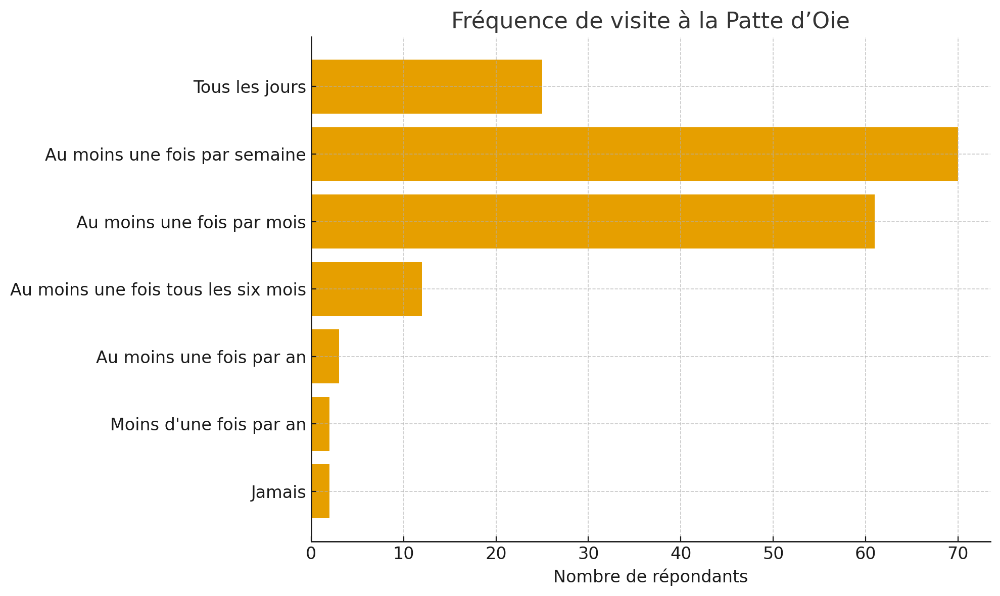 Fréquence de visite à la Patte d’Oie
Tous les jours
Au moins une fois par semaine
Au moins une fois par mois
Au moins une fois tous les six mois
Au moins une fois par an
Moins d'une fois par an
Jamais
0 10 20 30 40 50 60 70
Nombre de répondants